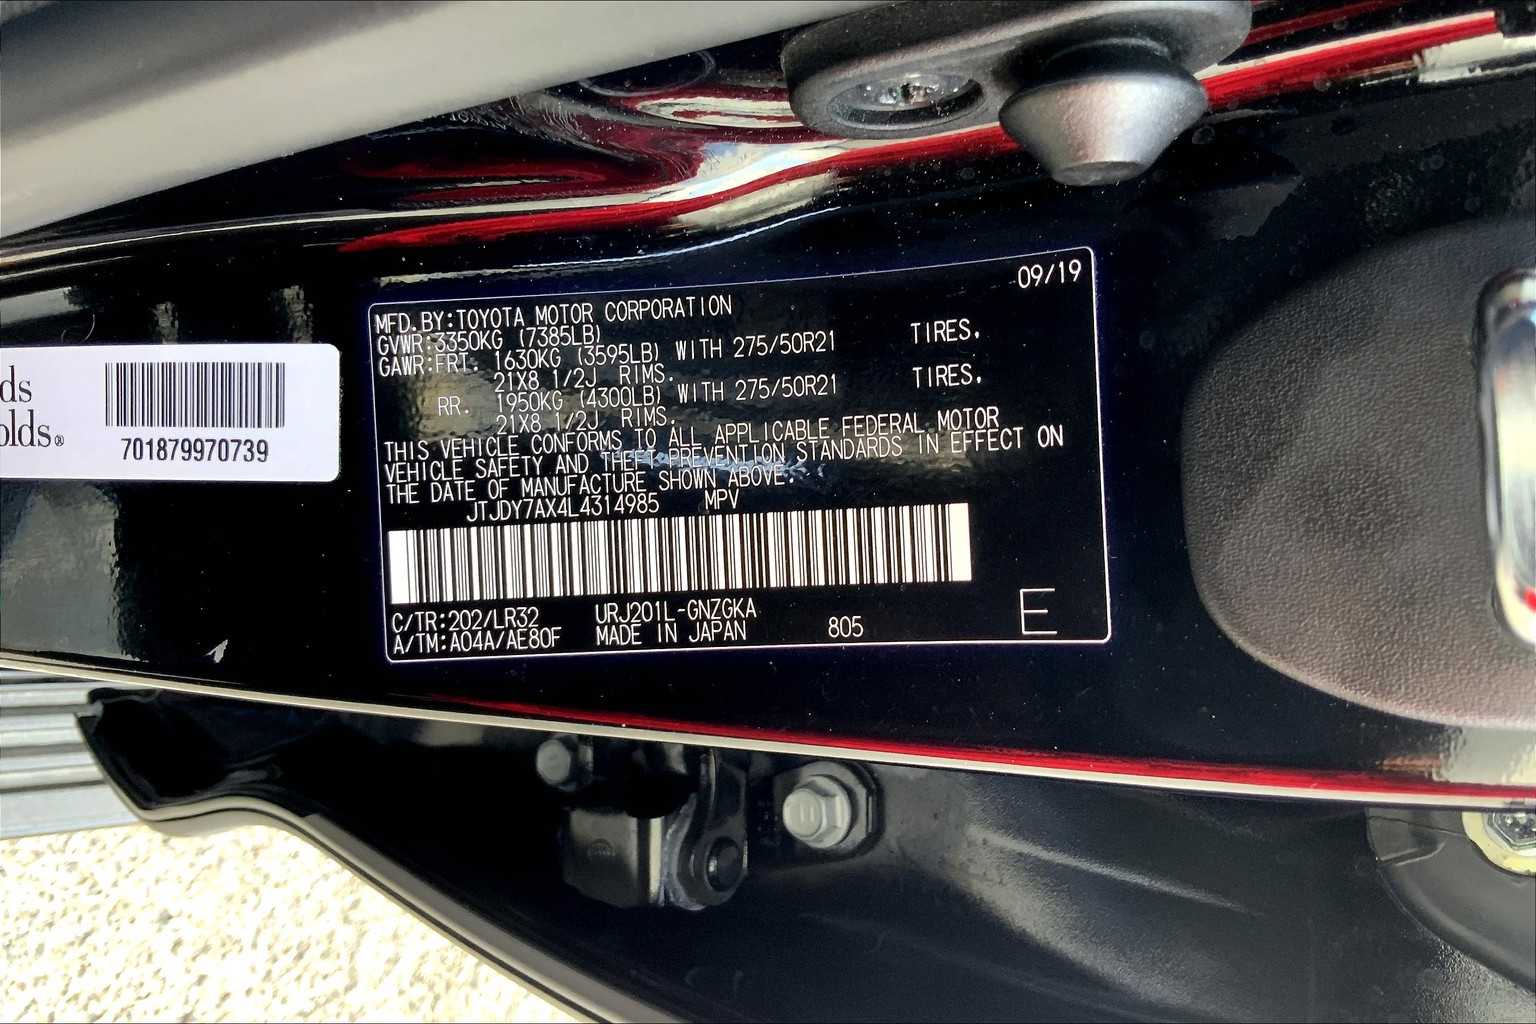 09/19
MFD.BY:TOYOTA MOTOR CORPORATION
GVWR:3350KG (7385LB)
GAWR:FRT. 1630KG (3595LB) WITH 275/50R21 TIRES.
21X8 1/2J RIMS.
RR. 1950KG (4300LB) WITH 275/50R21 TIRES.
21X8 1/2J RIMS.
THIS VEHICLE CONFORMS TO ALL APPLICABLE FEDERAL MOTOR
VEHICLE SAFETY AND THEFT PREVENTION STANDARDS IN EFFECT ON
THE DATE OF MANUFACTURE SHOWN ABOVE.
JTJDY7AX4L4314985 MPV
C/TR:202/LR32 URJ201L-GNZGKA
A/TM:A04A/AE80F MADE IN JAPAN 805
E
ds
olds®
701879970739